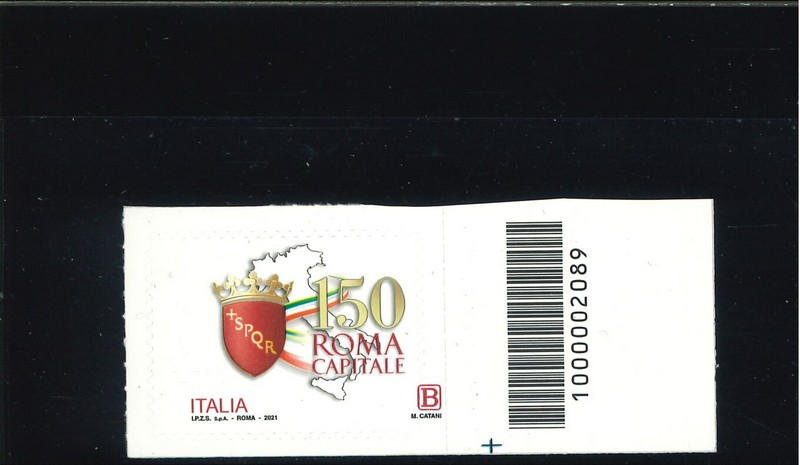 150
ROMA
CAPITALE
+SPQR
ITALIA
I.P.Z.S. S.p.A. - ROMA - 2021
B
M. CATANI
1000002089